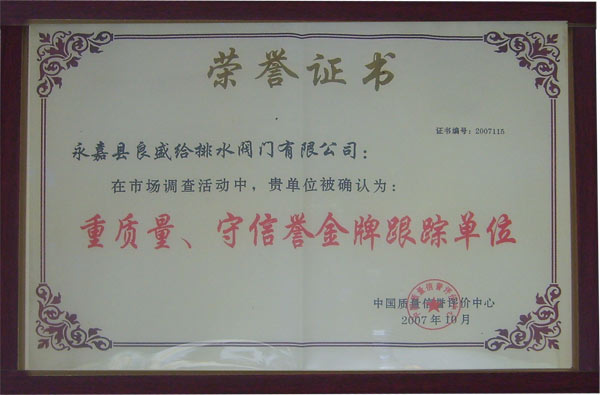 荣誉证书
证书编号：2007115
永嘉县良盛给排水阀门有限公司：
在市场调查活动中，贵单位被确认为：
重质量、守信誉金牌跟踪单位
中国质量信誉评价中心
2007年10月